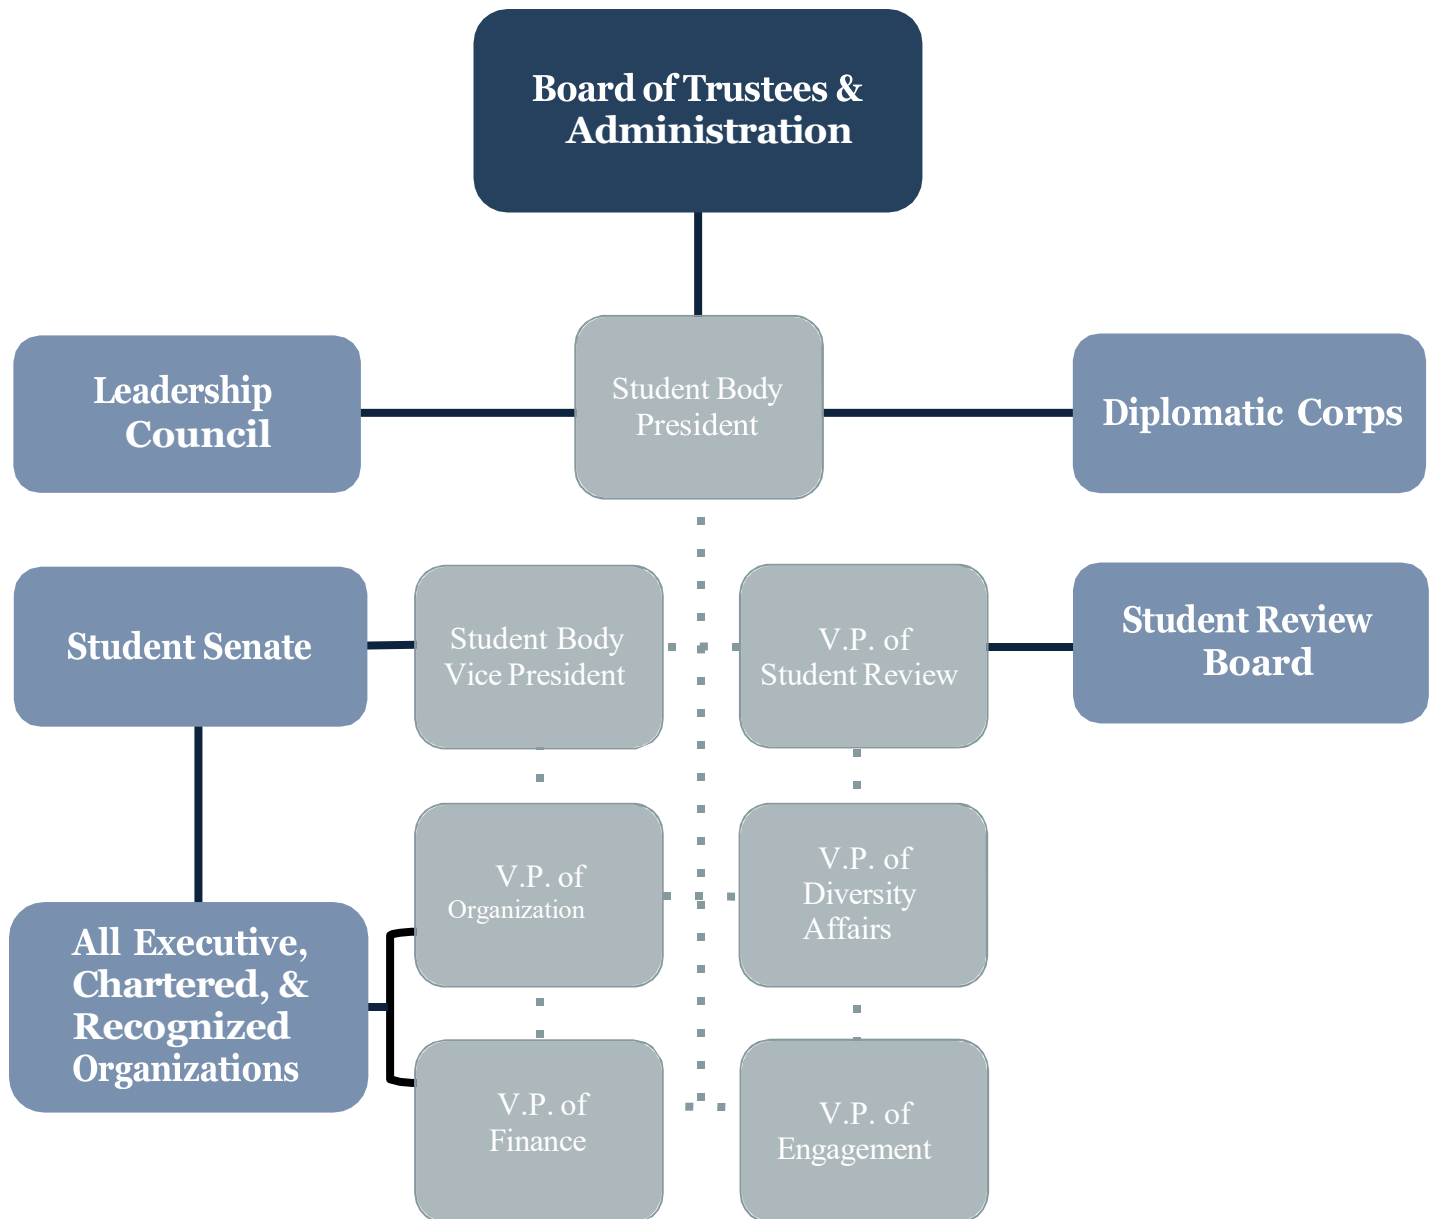 Board of Trustees &
Administration
Leadership
Council
Student Body
President
Diplomatic Corps
Student Senate
Student Body
Vice President
V.P. of
Student Review
Student Review
Board
V.P. of
Organization
V.P. of
Diversity
Affairs
All Executive,
Chartered, &
Recognized
Organizations
V.P. of
Finance
V.P. of
Engagement